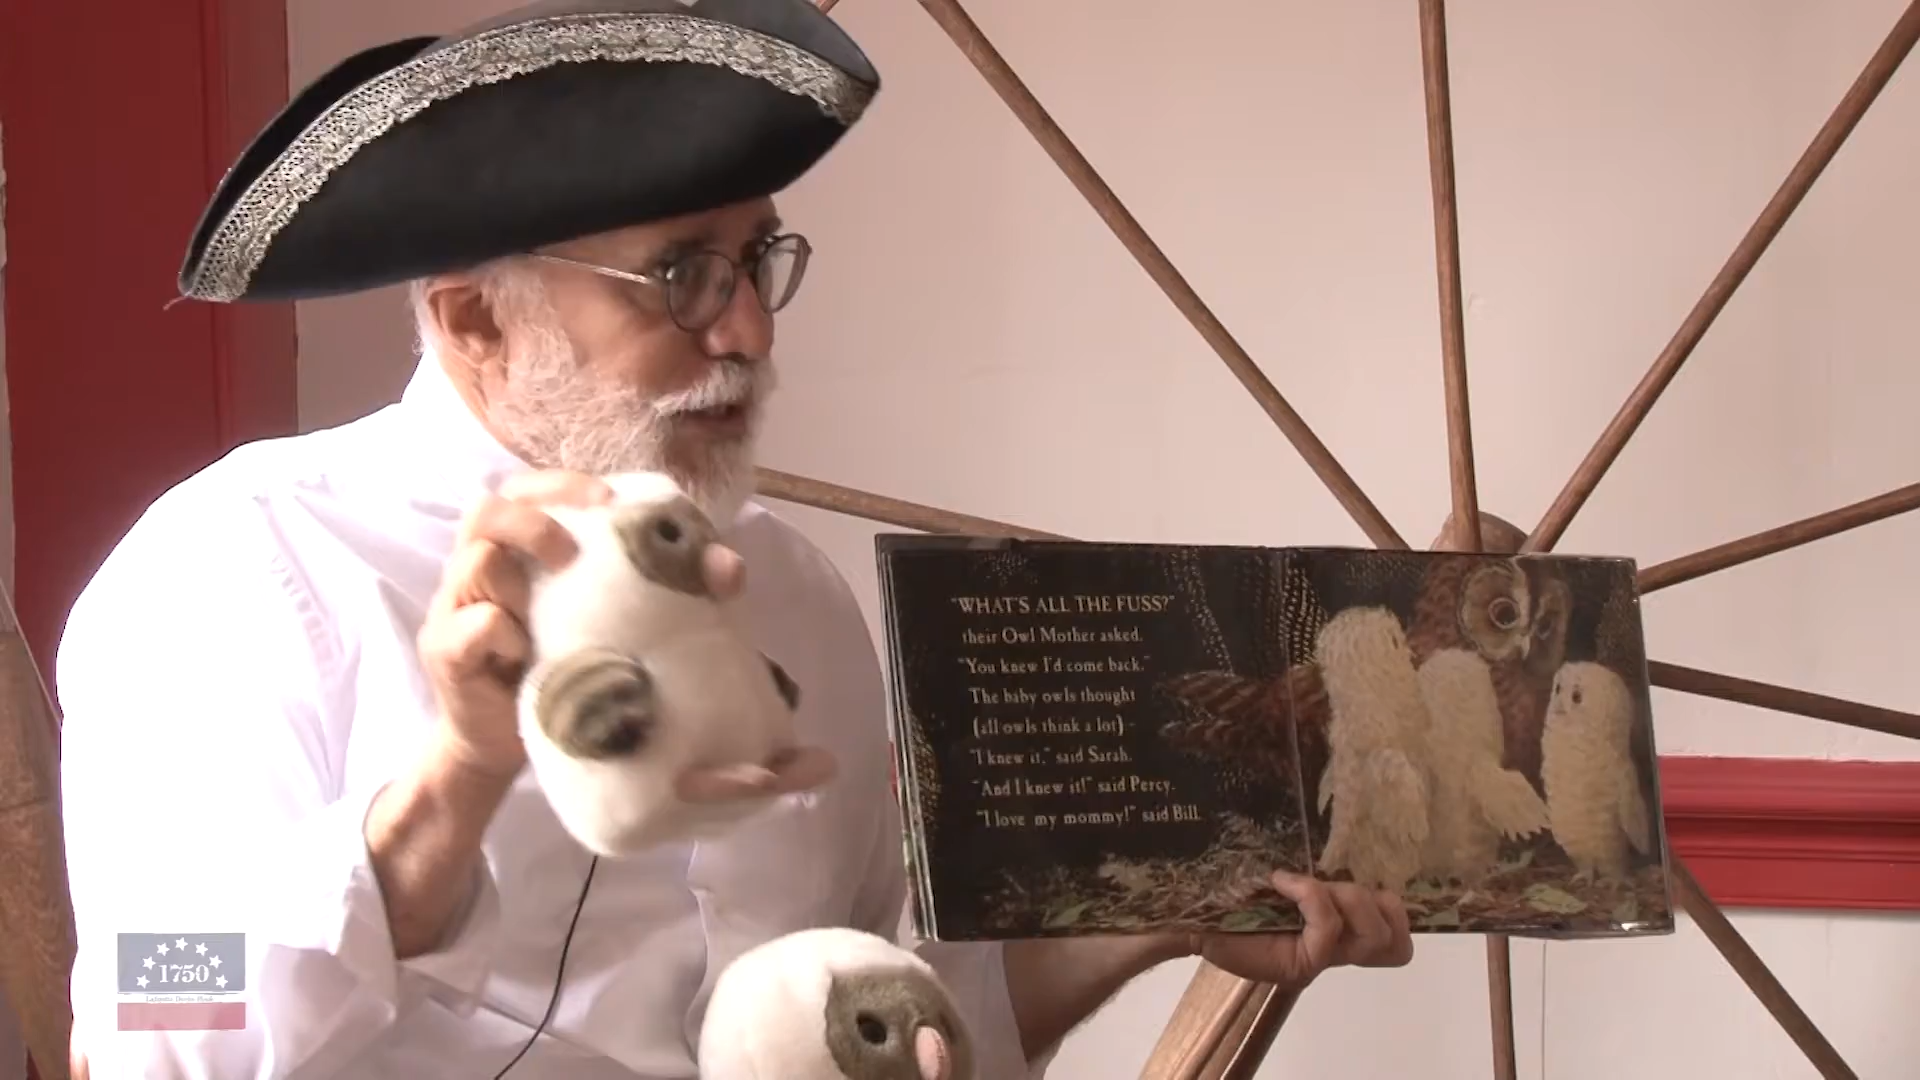 "WHAT'S ALL THE FUSS?"
their Owl Mother asked.
"You knew I'd come back."
The baby owls thought
(all owls think a lot) -
"I knew it," said Sarah.
"And I knew it!" said Percy.
"I love my mommy!" said Bill.
1750